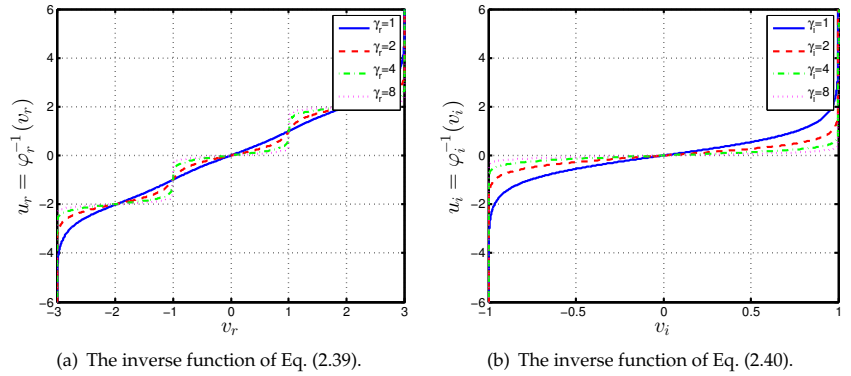 6
4
2
0
−2
−4
−6
−3
−2
−1
0
1
2
3
u_r = φ_r^{-1}(v_r)
v_r
γ_r=1
γ_r=2
γ_r=4
γ_r=8
(a) The inverse function of Eq. (2.39).
6
4
2
0
−2
−4
−6
−1
−0.5
0
0.5
1
u_i = φ_i^{-1}(v_i)
v_i
γ_i=1
γ_i=2
γ_i=4
γ_i=8
(b) The inverse function of Eq. (2.40).